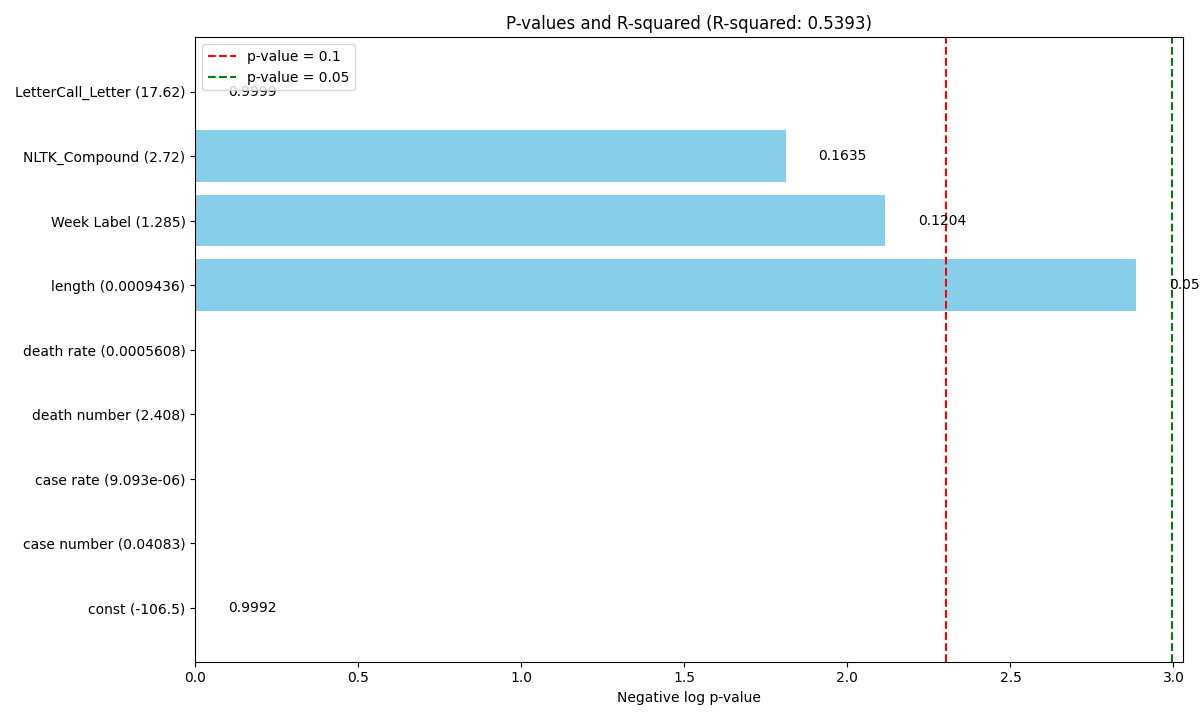 P-values and R-squared (R-squared: 0.5393)
p-value = 0.1
p-value = 0.05
LetterCall_Letter (17.62)
0.9999
NLTK_Compound (2.72)
0.1635
Week Label (1.285)
0.1204
length (0.0009436)
0.05
death rate (0.0005608)
death number (2.408)
case rate (9.093e-06)
case number (0.04083)
const (-106.5)
0.9992
0.0 0.5 1.0 1.5 2.0 2.5 3.0
Negative log p-value